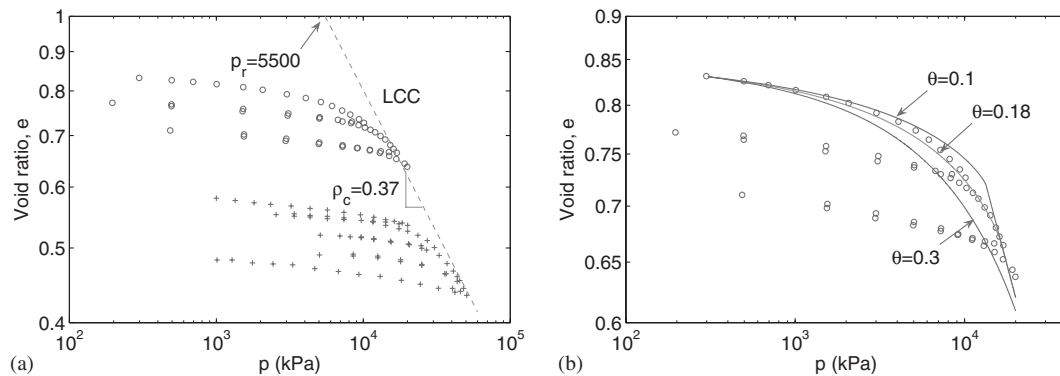 1
0.9
0.8
0.7
0.6
0.5
0.4
Void ratio, e
p_r=5500
LCC
ρ_c=0.37
10^2
10^3
10^4
10^5
(a)
p (kPa)
0.9
0.85
0.8
0.75
0.7
0.65
0.6
Void ratio, e
θ=0.1
θ=0.18
θ=0.3
10^2
10^3
10^4
(b)
p (kPa)